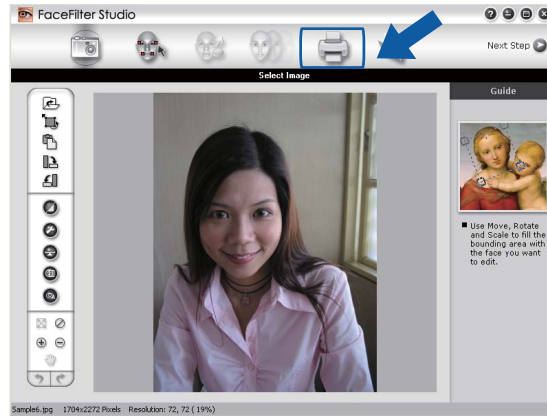 FaceFilter Studio
Next Step
Select Image
Guide
Use Move, Rotate
and Scale to fill the
bounding area with
the face you want
to edit.
Sample6.jpg 1704x2272 Pixels Resolution: 72, 72 ( 19%)